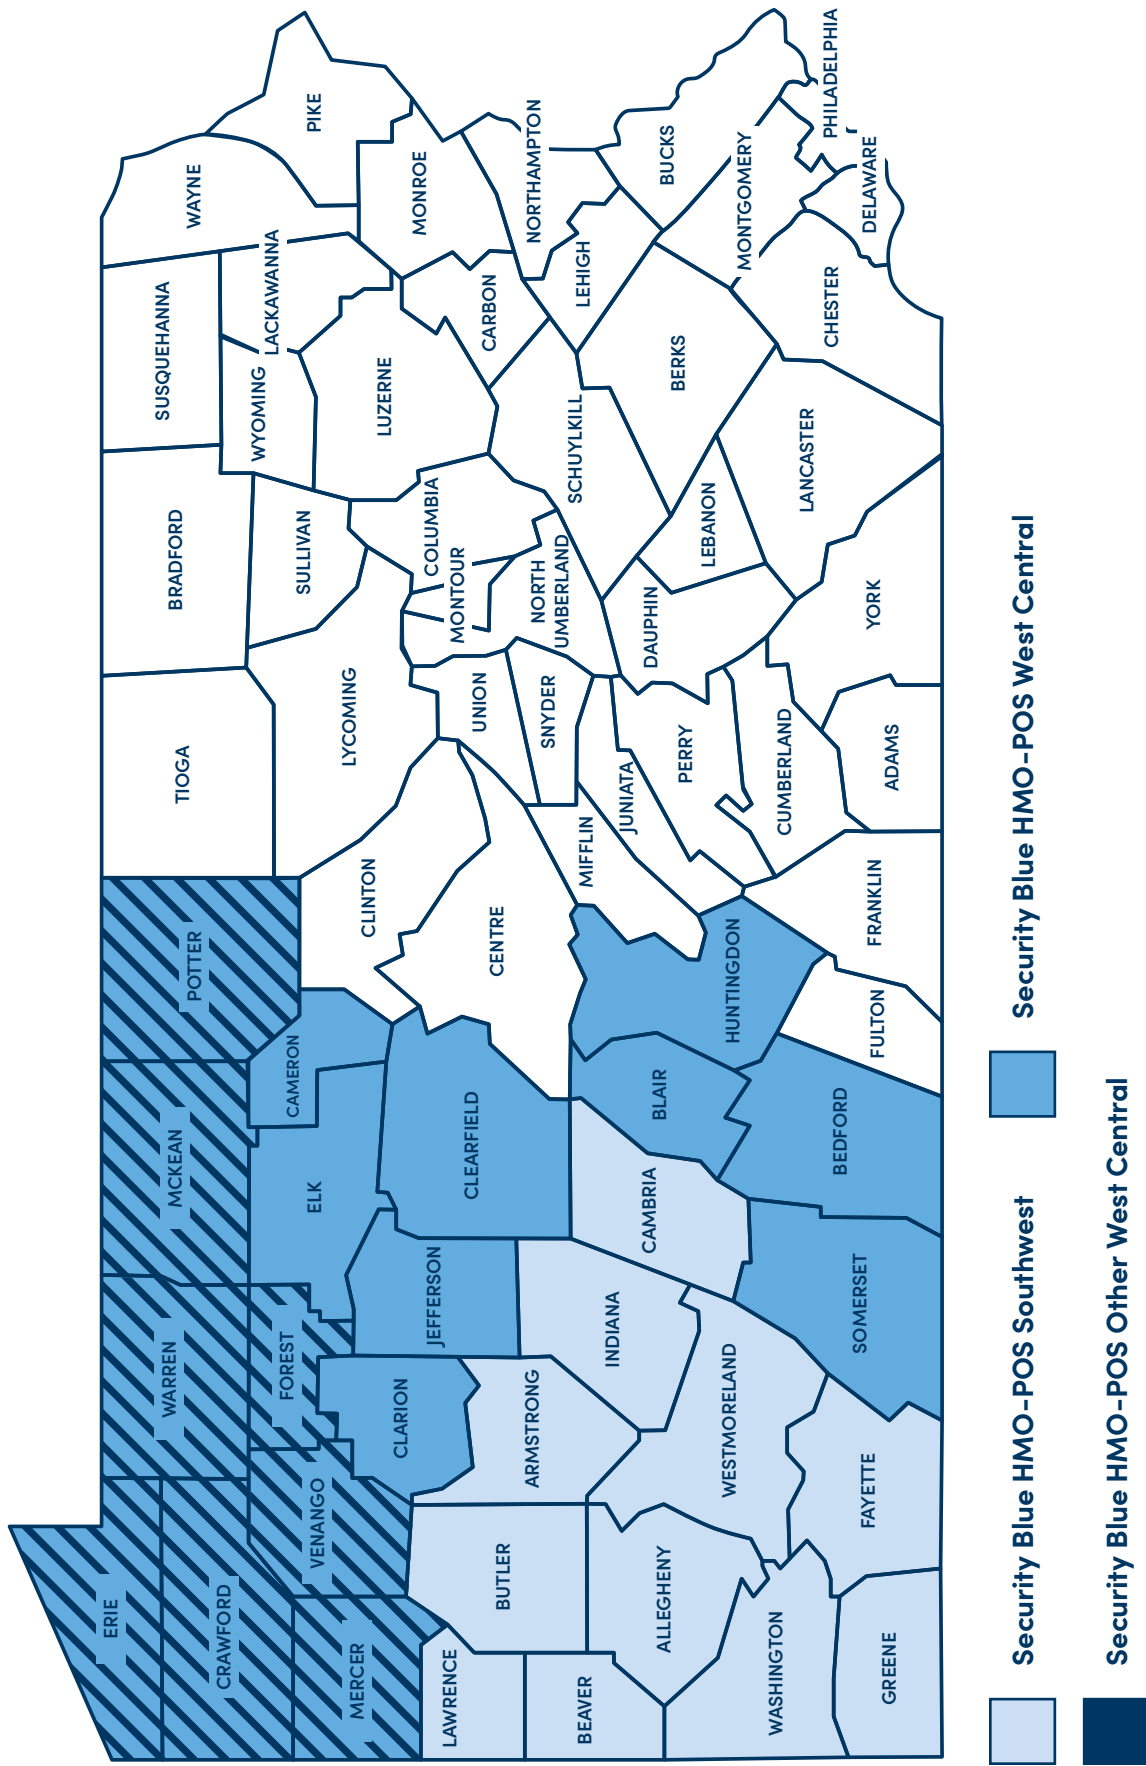 ERIE
CRAWFORD
MERCER
LAWRENCE
BEAVER
WASHINGTON
GREENE
VENANGO
BUTLER
ALLEGHENY
WARREN
FOREST
CLARION
ARMSTRONG
WESTMORELAND
FAYETTE
JEFFERSON
INDIANA
SOMERSET
MCKEAN
ELK
CLEARFIELD
CAMBRIA
BLAIR
BEDFORD
CAMERON
POTTER
CENTRE
HUNTINGDON
FULTON
FRANKLIN
CLINTON
MIFFLIN
JUNIATA
TIOGA
LYCOMING
UNION
SNYDER
PERRY
CUMBERLAND
ADAMS
BRADFORD
SULLIVAN
COLUMBIA
MONTOUR
NORTH
UMBERLAND
DAUPHIN
YORK
SUSQUEHANNA
WYOMING
LACKAWANNA
LUZERNE
SCHUYLKILL
LEBANON
LANCASTER
WAYNE
PIKE
MONROE
CARBON
NORTHAMPTON
LEHIGH
BERKS
BUCKS
MONTGOMERY
CHESTER
DELAWARE
PHILADELPHIA
Security Blue HMO-POS Southwest
Security Blue HMO-POS West Central
Security Blue HMO-POS Other West Central